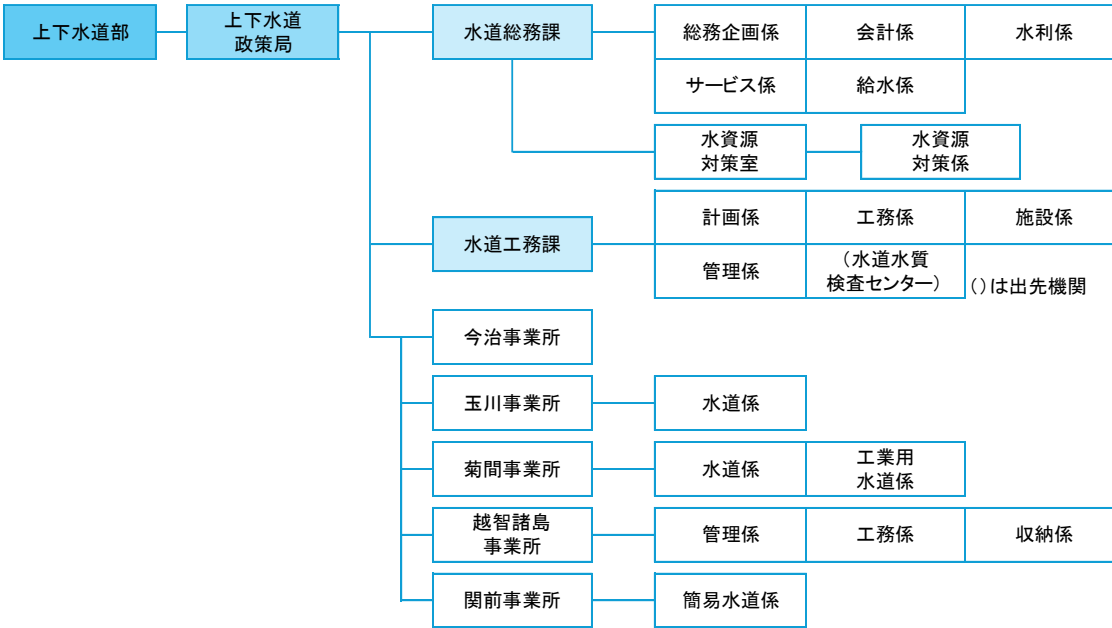 上下水道部
上下水道
政策局
水道総務課
総務企画係
会計係
水利係
サービス係
給水係
水資源
対策室
水資源
対策係
水道工務課
計画係
工務係
施設係
管理係
（水道水質
検査センター）
（）は出先機関
今治事業所
玉川事業所
水道係
菊間事業所
水道係
工業用
水道係
越智諸島
事業所
管理係
工務係
収納係
関前事業所
簡易水道係